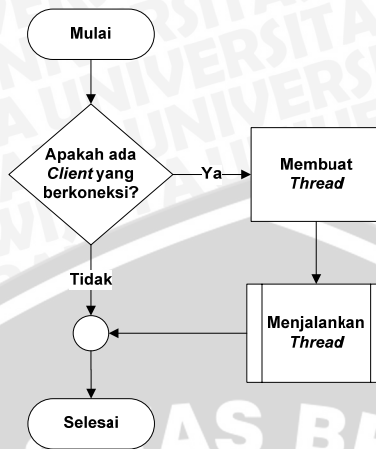 Mulai
Apakah ada
Client yang
berkoneksi?
Ya
Membuat
Thread
Tidak
Menjalankan
Thread
Selesai